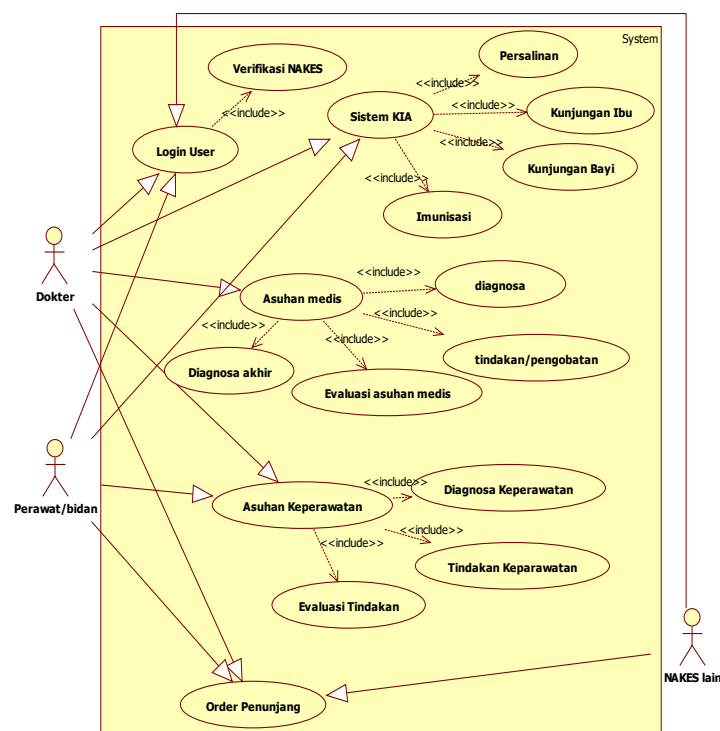 System
Verifikasi NAKES
Persalinan
<<include>>
<<include>>
Sistem KIA
Kunjungan Ibu
<<include>>
Login User
<<include>>
Kunjungan Bayi
<<include>>
Imunisasi
Dokter
<<include>>
Asuhan medis
diagnosa
<<include>>
<<include>>
<<include>>
Diagnosa akhir
tindakan/pengobatan
Evaluasi asuhan medis
Perawat/bidan
<<include>>
Diagnosa Keperawatan
Asuhan Keperawatan
<<include>>
<<include>>
Tindakan Keparawatan
Evaluasi Tindakan
NAKES lain
Order Penunjang